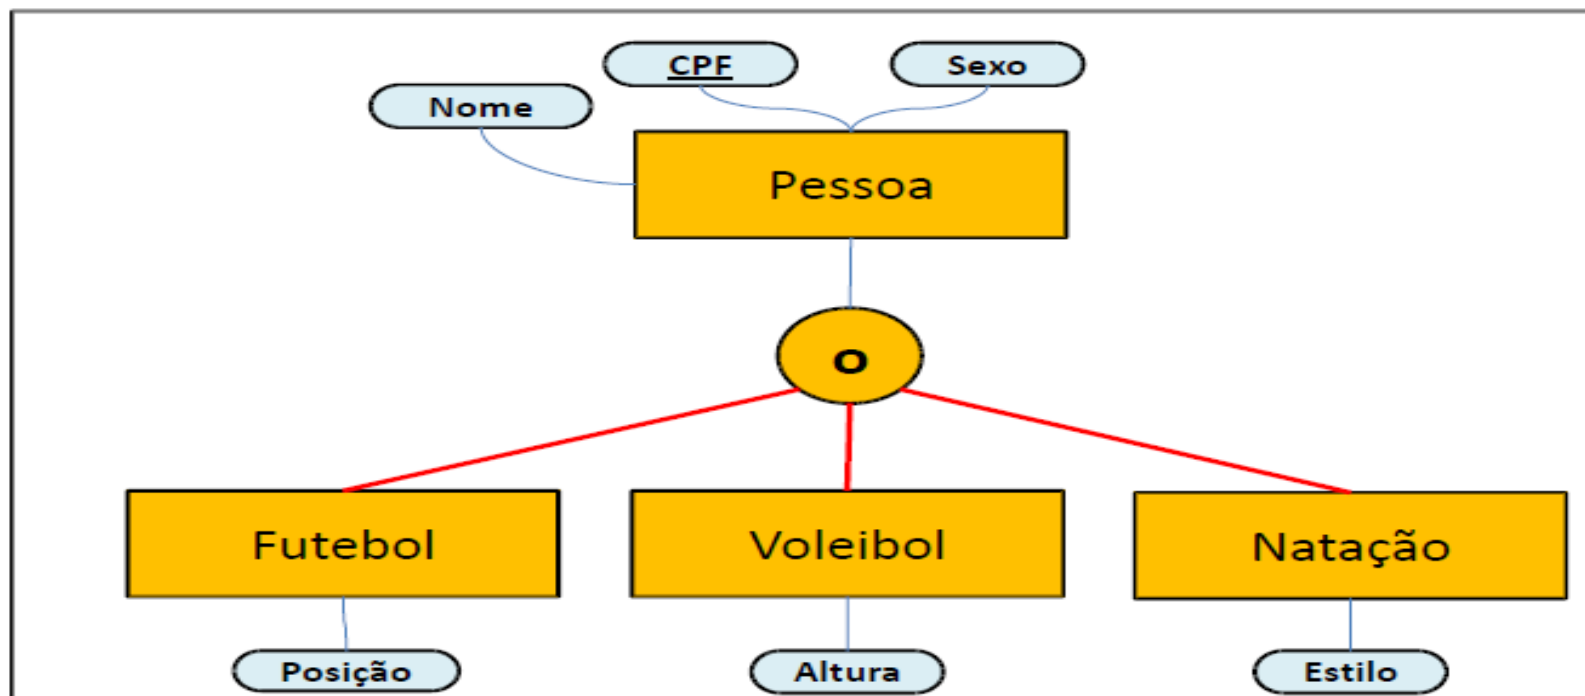 CPF
Sexo
Nome
Pessoa
o
Futebol
Voleibol
Natação
Posição
Altura
Estilo